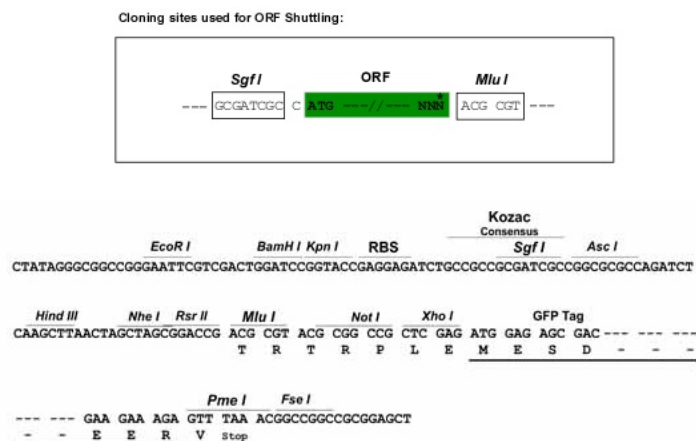 Cloning sites used for ORF Shuttling:
Sgf I ORF Mlu I
*
--- GCGATCGC C ATG ---//--- NNN ACG CGT ---
Kozac
Consensus
EcoR I BamH I Kpn I RBS Sgf I Asc I
CTATAGGGCGGCCGGGAATTCGTCGACTGGATCCGGTACCGAGGAGATCTGCCGCCGCGATCGCCGGCGCGCCAGATCT
Hind III Nhe I Rsr II Mlu I Not I Xho I GFP Tag
CAAGCTTAACTAGCTAGCGGACCG ACG CGT ACG CGG CCG CTC GAG ATG GAG AGC GAC- -----
T R T R P L E M E S D - - -
Pme I Fse I
--- --- GAA GAA AGA GTT TAA ACGGCCGGCCGCGGAGCT
- - E E R V Stop